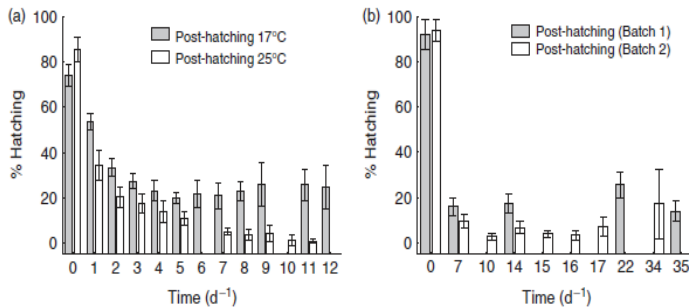 (a)
100
80
60
40
20
0
% Hatching
Post-hatching 17°C
Post-hatching 25°C
0 1 2 3 4 5 6 7 8 9 10 11 12
Time (d⁻¹)
(b)
100
80
60
40
20
0
% Hatching
Post-hatching (Batch 1)
Post-hatching (Batch 2)
0 7 10 14 15 16 17 22 34 35
Time (d⁻¹)